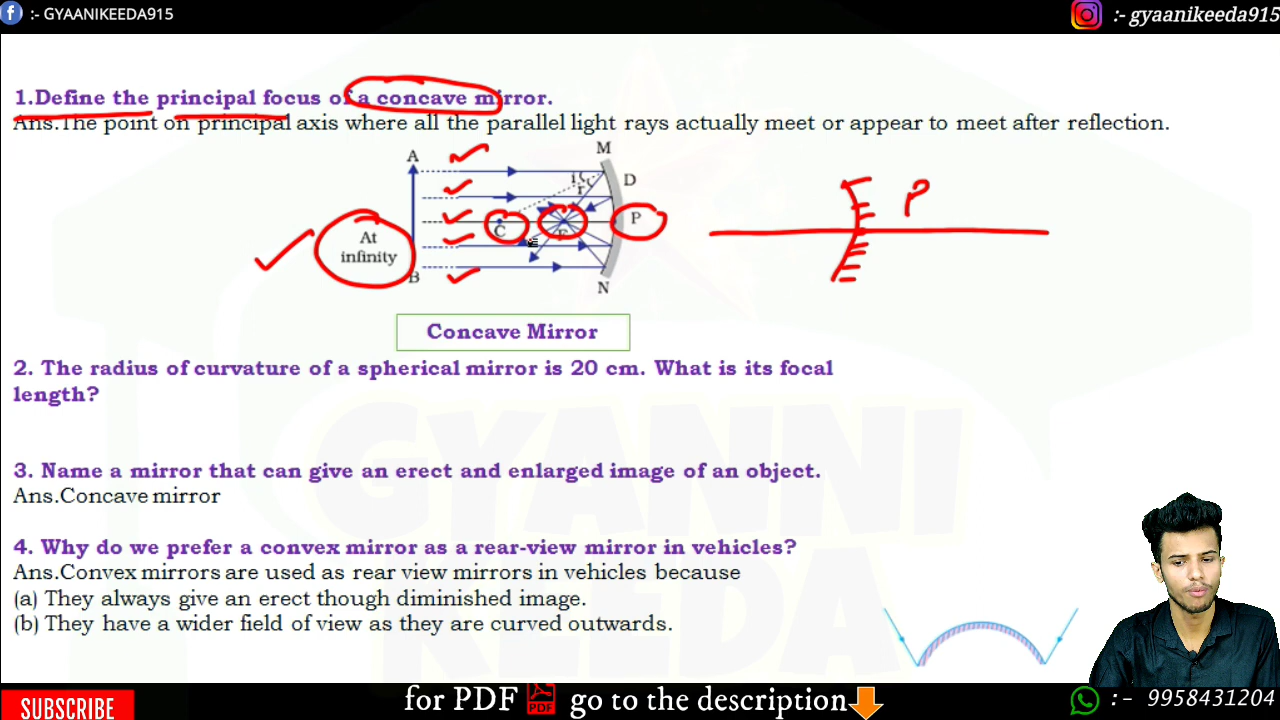 :- GYAANIKEEDA915
:- gyaanikeeda915
1.Define the principal focus of a concave mirror.
Ans.The point on principal axis where all the parallel light rays actually meet or appear to meet after reflection.
A
M
D
i
r
P
P
C
F
At
infinity
B
N
Concave Mirror
2. The radius of curvature of a spherical mirror is 20 cm. What is its focal
length?
3. Name a mirror that can give an erect and enlarged image of an object.
Ans.Concave mirror
4. Why do we prefer a convex mirror as a rear-view mirror in vehicles?
Ans.Convex mirrors are used as rear view mirrors in vehicles because
(a) They always give an erect though diminished image.
(b) They have a wider field of view as they are curved outwards.
GYANNI
KEEDA
SUBSCRIBE
for PDF PDF go to the description
:- 9958431204